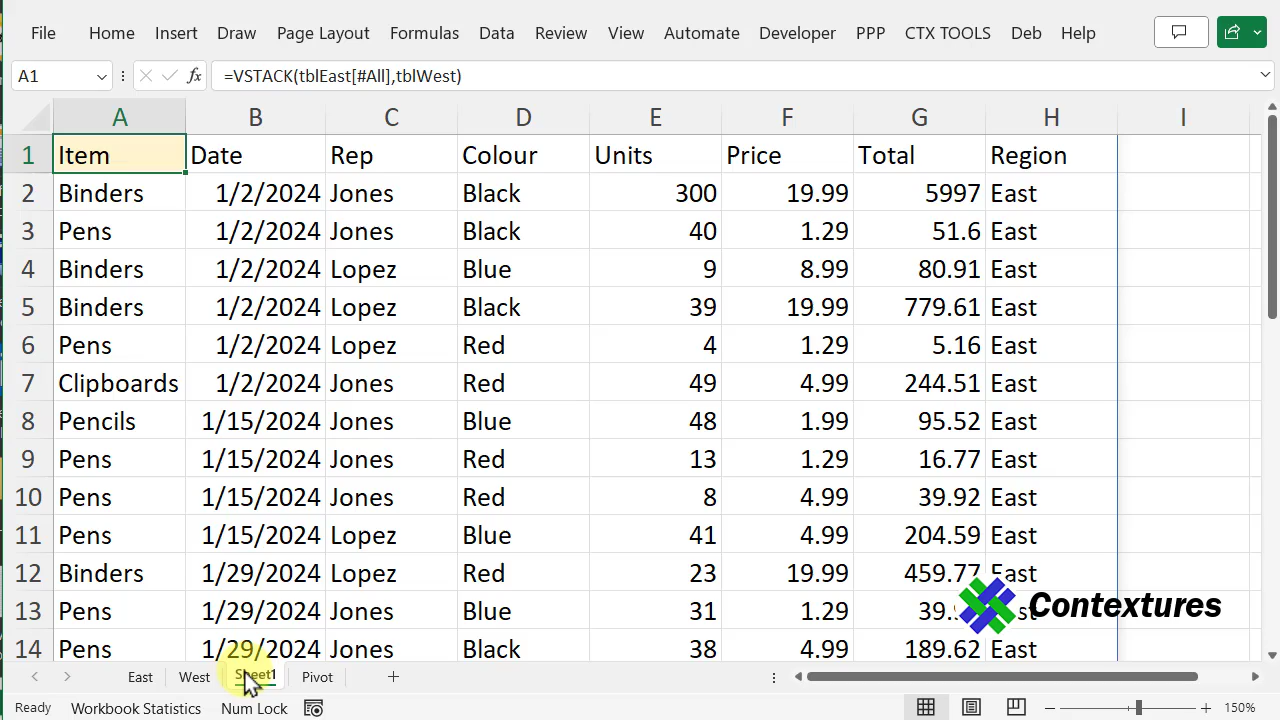 File Home Insert Draw Page Layout Formulas Data Review View Automate Developer PPP CTX TOOLS Deb Help
A1 fx =VSTACK(tblEast[#All],tblWest)
A B C D E F G H I
1 Item Date Rep Colour Units Price Total Region
2 Binders 1/2/2024 Jones Black 300 19.99 5997 East
3 Pens 1/2/2024 Jones Black 40 1.29 51.6 East
4 Binders 1/2/2024 Lopez Blue 9 8.99 80.91 East
5 Binders 1/2/2024 Lopez Black 39 19.99 779.61 East
6 Pens 1/2/2024 Lopez Red 4 1.29 5.16 East
7 Clipboards 1/2/2024 Jones Red 49 4.99 244.51 East
8 Pencils 1/15/2024 Jones Blue 48 1.99 95.52 East
9 Pens 1/15/2024 Jones Red 13 1.29 16.77 East
10 Pens 1/15/2024 Jones Red 8 4.99 39.92 East
11 Pens 1/15/2024 Lopez Blue 41 4.99 204.59 East
12 Binders 1/29/2024 Lopez Red 23 19.99 459.77 East
13 Pens 1/29/2024 Lopez Blue 31 1.29
Contextures
14 Pens 1/29/2024 Jones Black 38 4.99 189.62 East
East West Sheet1 Pivot
Ready Workbook Statistics Num Lock 150%